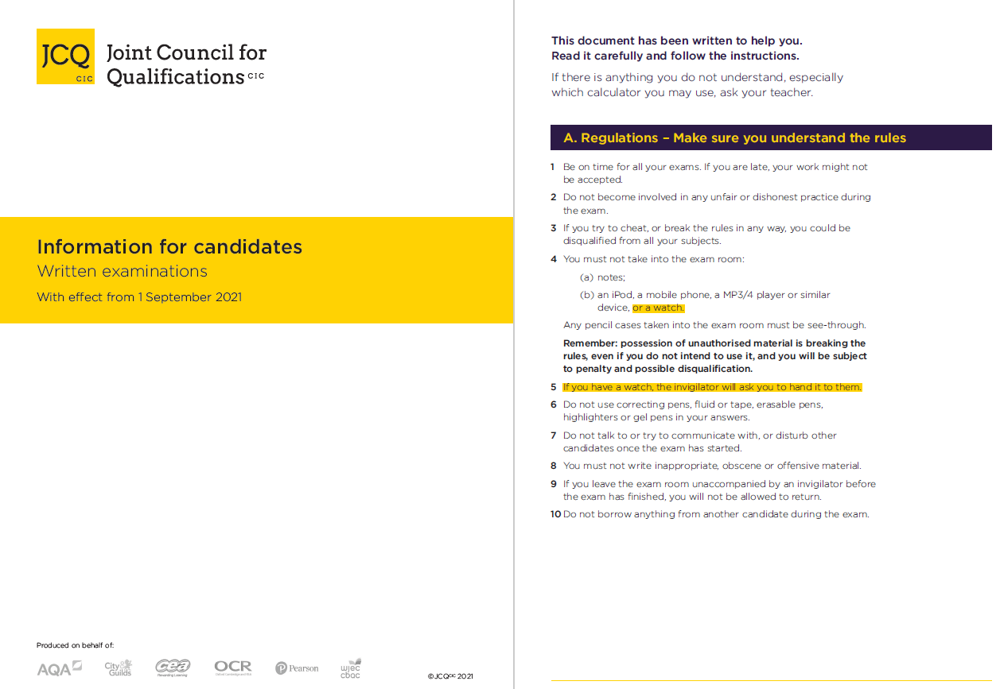 JCQ
CIC
Joint Council for
Qualifications CIC
Information for candidates
Written examinations
With effect from 1 September 2021
Produced on behalf of:
AQA
City & Guilds
cea
Rewarding Learning
OCR
Oxford Cambridge and RSA
Pearson
wjec
cbac
©JCQCIC 2021
This document has been written to help you.
Read it carefully and follow the instructions.
If there is anything you do not understand, especially
which calculator you may use, ask your teacher.
A. Regulations – Make sure you understand the rules
1 Be on time for all your exams. If you are late, your work might not
be accepted.
2 Do not become involved in any unfair or dishonest practice during
the exam.
3 If you try to cheat, or break the rules in any way, you could be
disqualified from all your subjects.
4 You must not take into the exam room:
(a) notes;
(b) an iPod, a mobile phone, a MP3/4 player or similar
device, or a watch.
Any pencil cases taken into the exam room must be see-through.
Remember: possession of unauthorised material is breaking the
rules, even if you do not intend to use it, and you will be subject
to penalty and possible disqualification.
5 If you have a watch, the invigilator will ask you to hand it to them.
6 Do not use correcting pens, fluid or tape, erasable pens,
highlighters or gel pens in your answers.
7 Do not talk to or try to communicate with, or disturb other
candidates once the exam has started.
8 You must not write inappropriate, obscene or offensive material.
9 If you leave the exam room unaccompanied by an invigilator before
the exam has finished, you will not be allowed to return.
10 Do not borrow anything from another candidate during the exam.